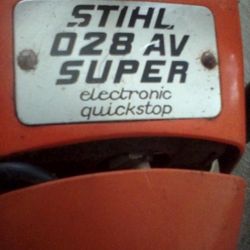 STIHL
028 AV
SUPER
electronic
quickstop